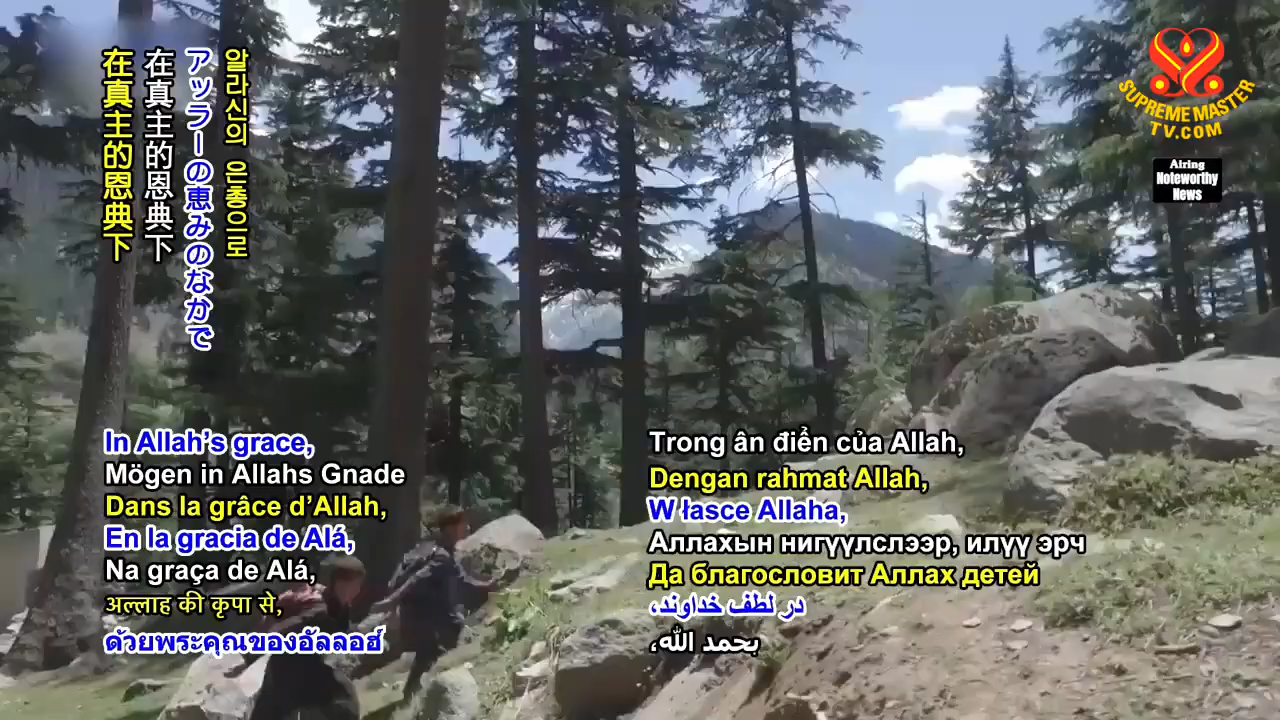 알라신의 은총으로
アッラーの恵みのなかで
在真主的恩典下
在真主的恩典下
SUPREME MASTER
TV.COM
Airing
Noteworthy
News
In Allah’s grace,
Mögen in Allahs Gnade
Dans la grâce d’Allah,
En la gracia de Alá,
Na graça de Alá,
अल्लाह की कृपा से,
ด้วยพระคุณของอัลลอฮ์
Trong ân điển của Allah,
Dengan rahmat Allah,
W łasce Allaha,
Аллахын нигүүлслээр, илүү эрч
Да благословит Аллах детей
در لطف خداوند،
بحمد الله،